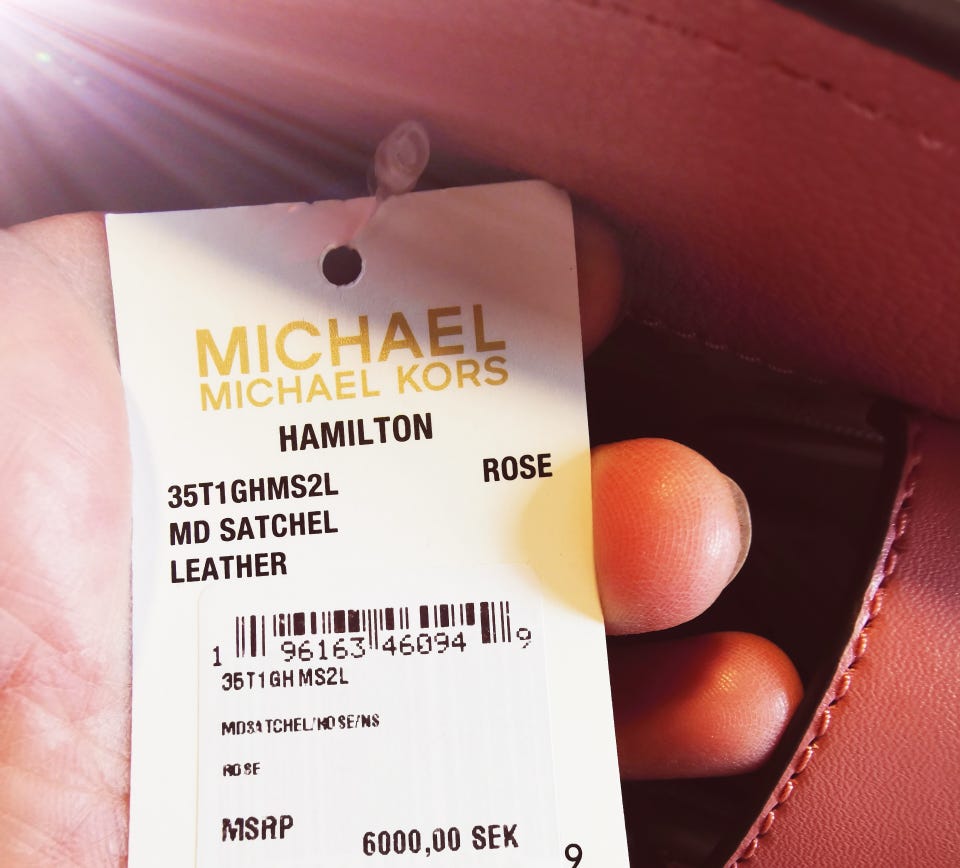 MICHAEL
MICHAEL KORS
HAMILTON
35T1GHMS2L ROSE
MD SATCHEL
LEATHER
1 96163 46094 9
35T1GHMS2L
MDSATCHEL/ROSE/NS
ROSE
MSRP 6000,00 SEK
9